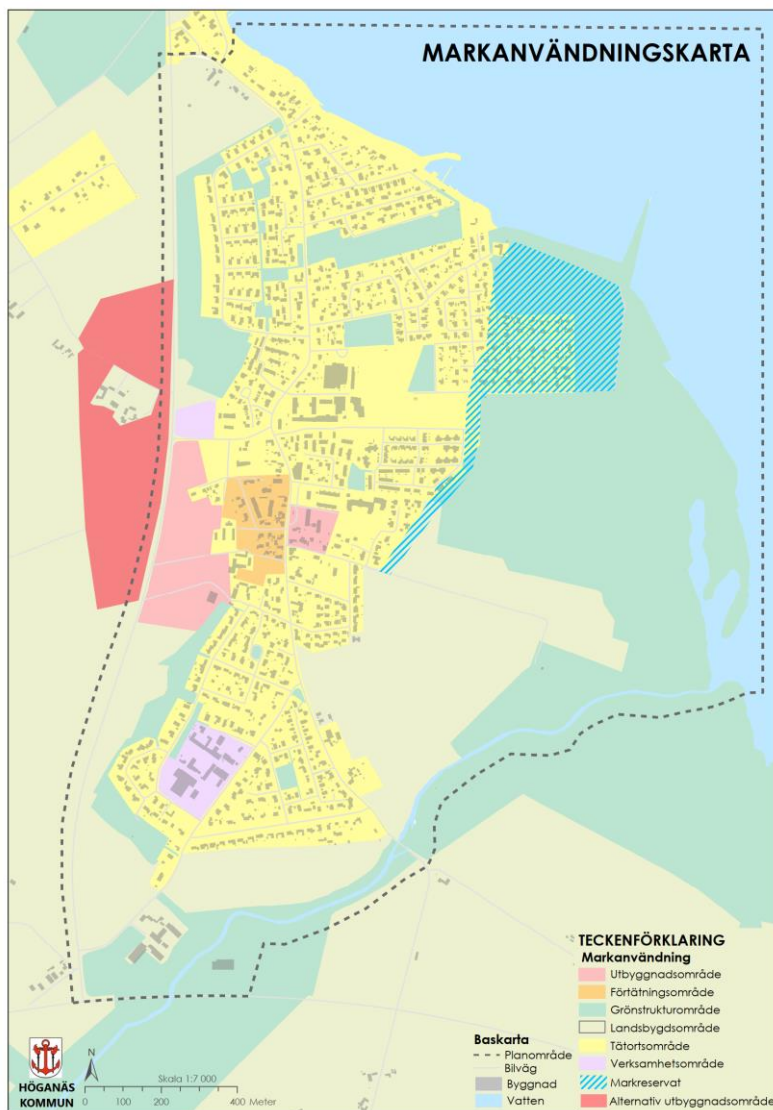 MARKANVÄNDNINGSKARTA
TECKENFÖRKLARING
Markanvändning
Utbyggnadsområde
Förtätningsområde
Grönstrukturområde
Landsbygdsområde
Tätortsområde
Verksamhetsområde
Markreservat
Alternativ utbyggnadsområde
Baskarta
Planområde
Bilväg
Byggnad
Vatten
N
Skala 1:7 000
0 100 200 400 Meter
HÖGANÄS
KOMMUN